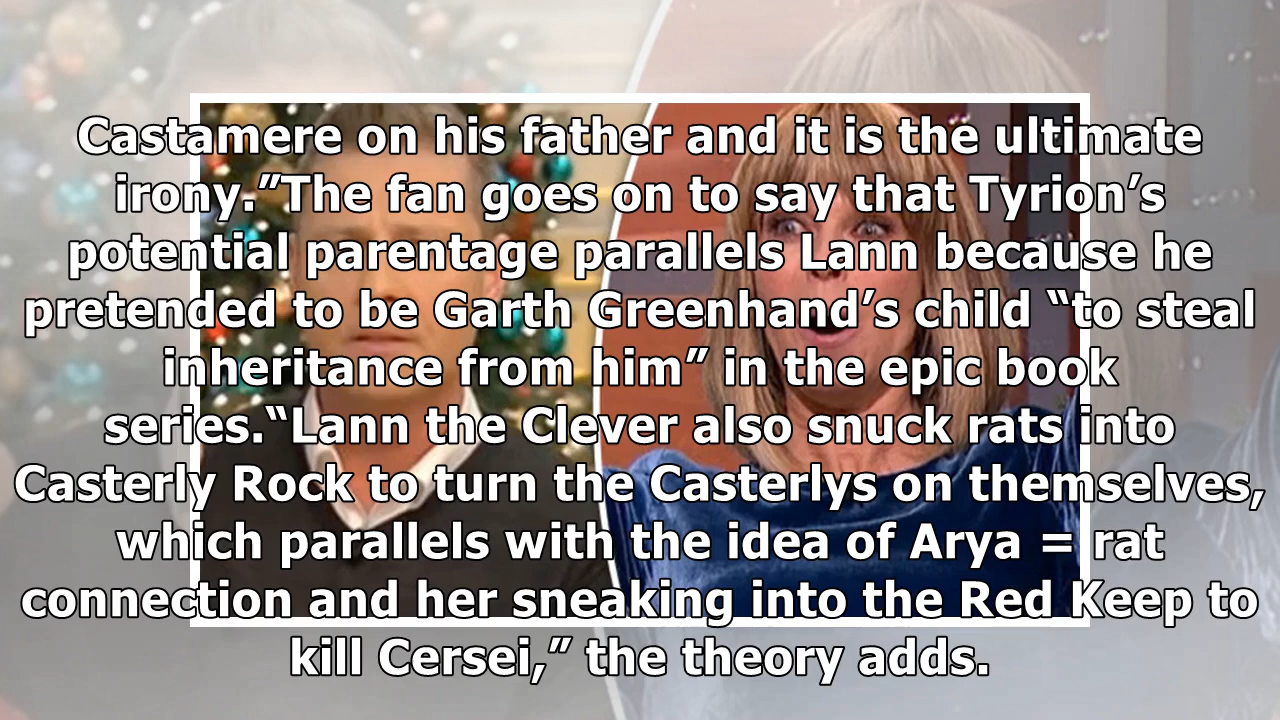 Castamere on his father and it is the ultimate
irony.”The fan goes on to say that Tyrion’s
potential parentage parallels Lann because he
pretended to be Garth Greenhand’s child “to steal
inheritance from him” in the epic book
series.“Lann the Clever also snuck rats into
Casterly Rock to turn the Casterlys on themselves,
which parallels with the idea of Arya = rat
connection and her sneaking into the Red Keep to
kill Cersei,” the theory adds.